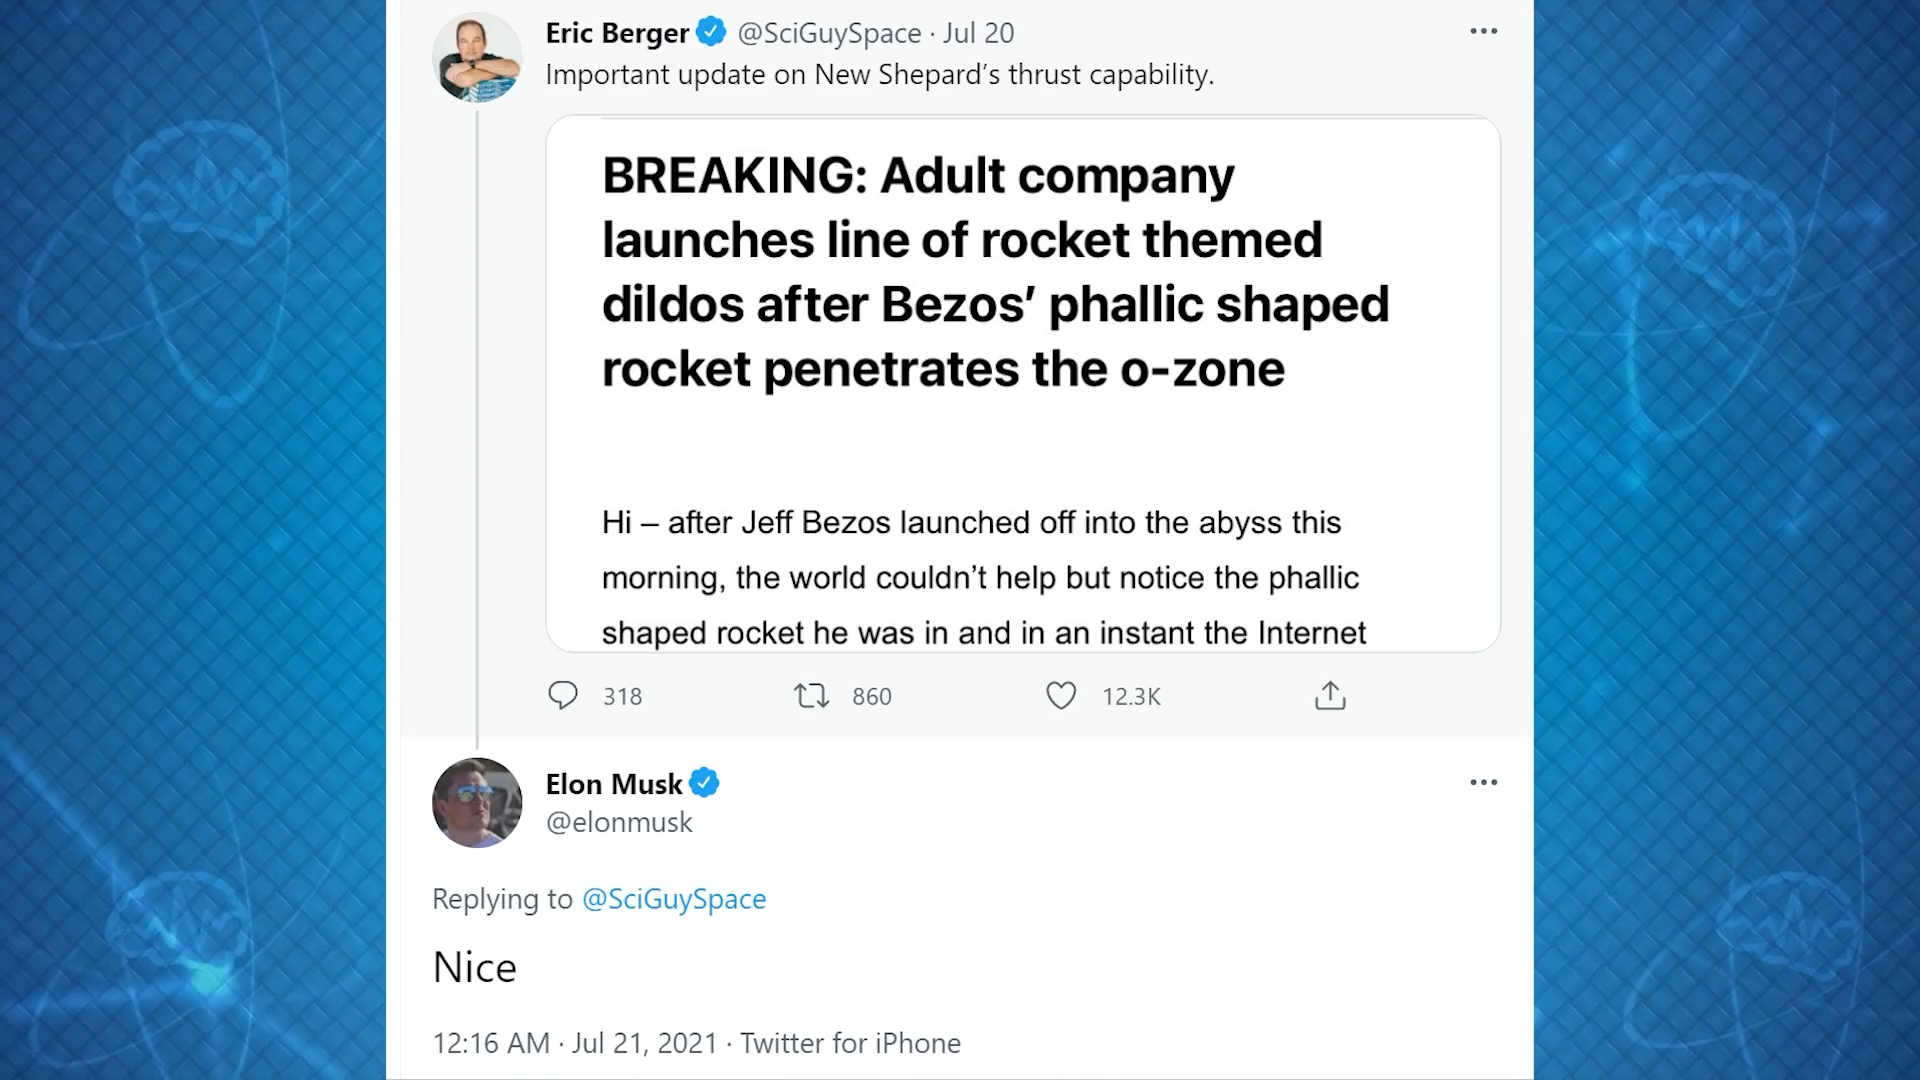 Eric Berger @SciGuySpace · Jul 20
Important update on New Shepard’s thrust capability.
BREAKING: Adult company
launches line of rocket themed
dildos after Bezos’ phallic shaped
rocket penetrates the o-zone
Hi – after Jeff Bezos launched off into the abyss this
morning, the world couldn’t help but notice the phallic
shaped rocket he was in and in an instant the Internet
318 860 12.3K
Elon Musk
@elonmusk
Replying to @SciGuySpace
Nice
12:16 AM · Jul 21, 2021 · Twitter for iPhone